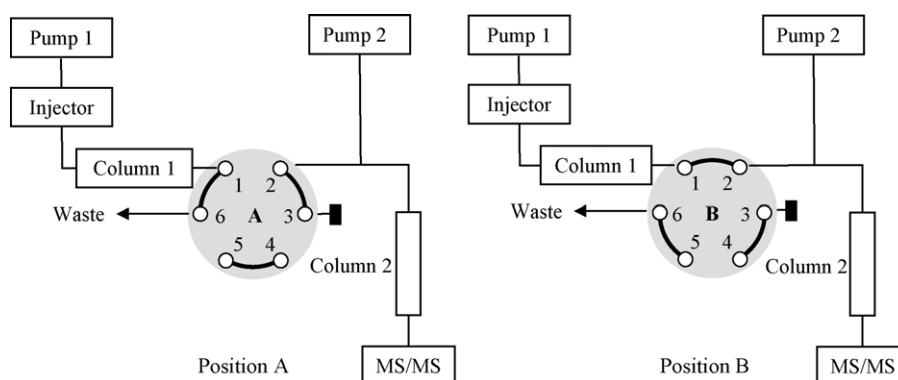 Pump 1
Pump 2
Injector
Column 1
1
2
Waste
6
A
3
5
4
Column 2
Position A
MS/MS
Pump 1
Pump 2
Injector
Column 1
1
2
Waste
6
B
3
5
4
Column 2
Position B
MS/MS